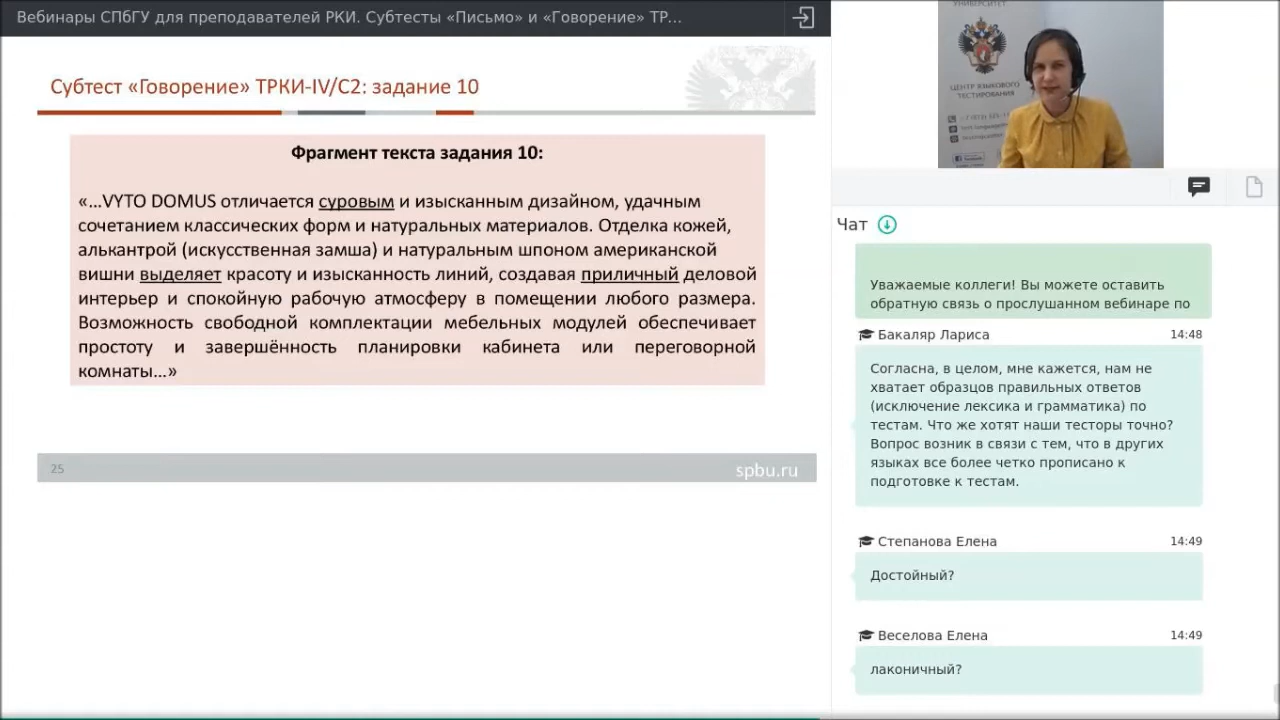 Вебинары СПбГУ для преподавателей РКИ. Субтесты «Письмо» и «Говорение» ТР...
Субтест «Говорение» ТРКИ-IV/C2: задание 10
Фрагмент текста задания 10:
«…VYTO DOMUS отличается суровым и изысканным дизайном, удачным
сочетанием классических форм и натуральных материалов. Отделка кожей,
алькантрой (искусственная замша) и натуральным шпоном американской
вишни выделяет красоту и изысканность линий, создавая приличный деловой
интерьер и спокойную рабочую атмосферу в помещении любого размера.
Возможность свободной комплектации мебельных модулей обеспечивает
простоту и завершённость планировки кабинета или переговорной
комнаты…»
25
spbu.ru
УНИВЕРСИТЕТ
ЦЕНТР ЯЗЫКОВОГО
ТЕСТИРОВАНИЯ
Чат
Уважаемые коллеги! Вы можете оставить
обратную связь о прослушанном вебинаре по
Бакаляр Лариса 14:48
Согласна, в целом, мне кажется, нам не
хватает образцов правильных ответов
(исключение лексика и грамматика) по
тестам. Что же хотят наши тесторы точно?
Вопрос возник в связи с тем, что в других
языках все более четко прописано к
подготовке к тестам.
Степанова Елена 14:49
Достойный?
Веселова Елена 14:49
лаконичный?